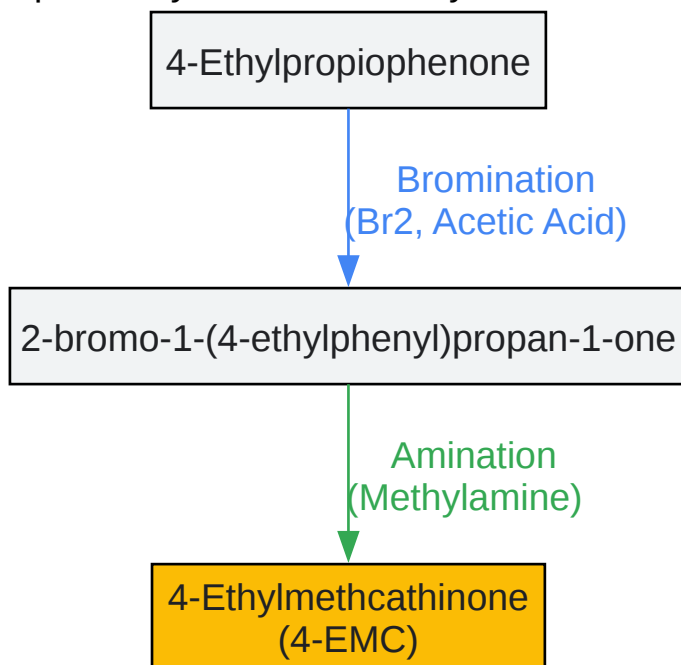 4-Ethylpropiophenone
Bromination
(Br2, Acetic Acid)
2-bromo-1-(4-ethylphenyl)propan-1-one
Amination
(Methylamine)
4-Ethylmethcathinone
(4-EMC)